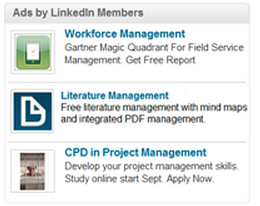 Ads by LinkedIn Members
Workforce Management
Gartner Magic Quadrant For Field Service
Management. Get Free Report
Literature Management
Free literature management with mind maps
and integrated PDF management.
CPD in Project Management
Develop your project management skills.
Study online start Sept. Apply Now.